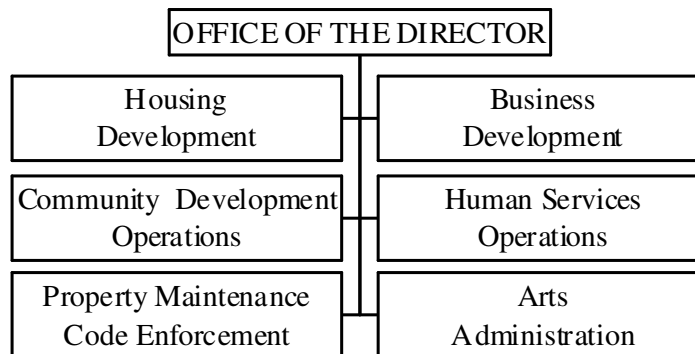 OFFICE OF THE DIRECTOR
Housing
Development
Business
Development
Community Development
Operations
Human Services
Operations
Property Maintenance
Code Enforcement
Arts
Administration